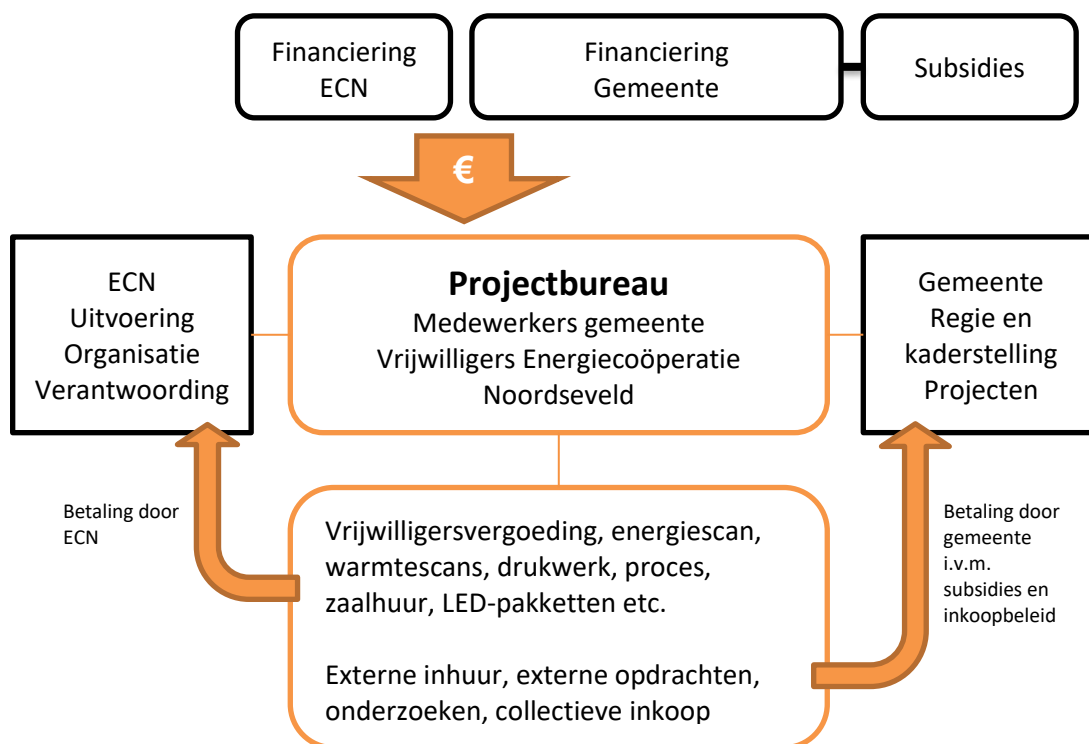 Financiering
ECN
Financiering
Gemeente
Subsidies
€
ECN
Uitvoering
Organisatie
Verantwoording
Projectbureau
Medewerkers gemeente
Vrijwilligers Energiecoöperatie
Noordseveld
Gemeente
Regie en
kaderstelling
Projecten
Betaling door
ECN
Vrijwilligersvergoeding, energiescan,
warmtescans, drukwerk, proces,
zaalhuur, LED-pakketten etc.
Externe inhuur, externe opdrachten,
onderzoeken, collectieve inkoop
Betaling door
gemeente
i.v.m.
subsidies en
inkoopbeleid